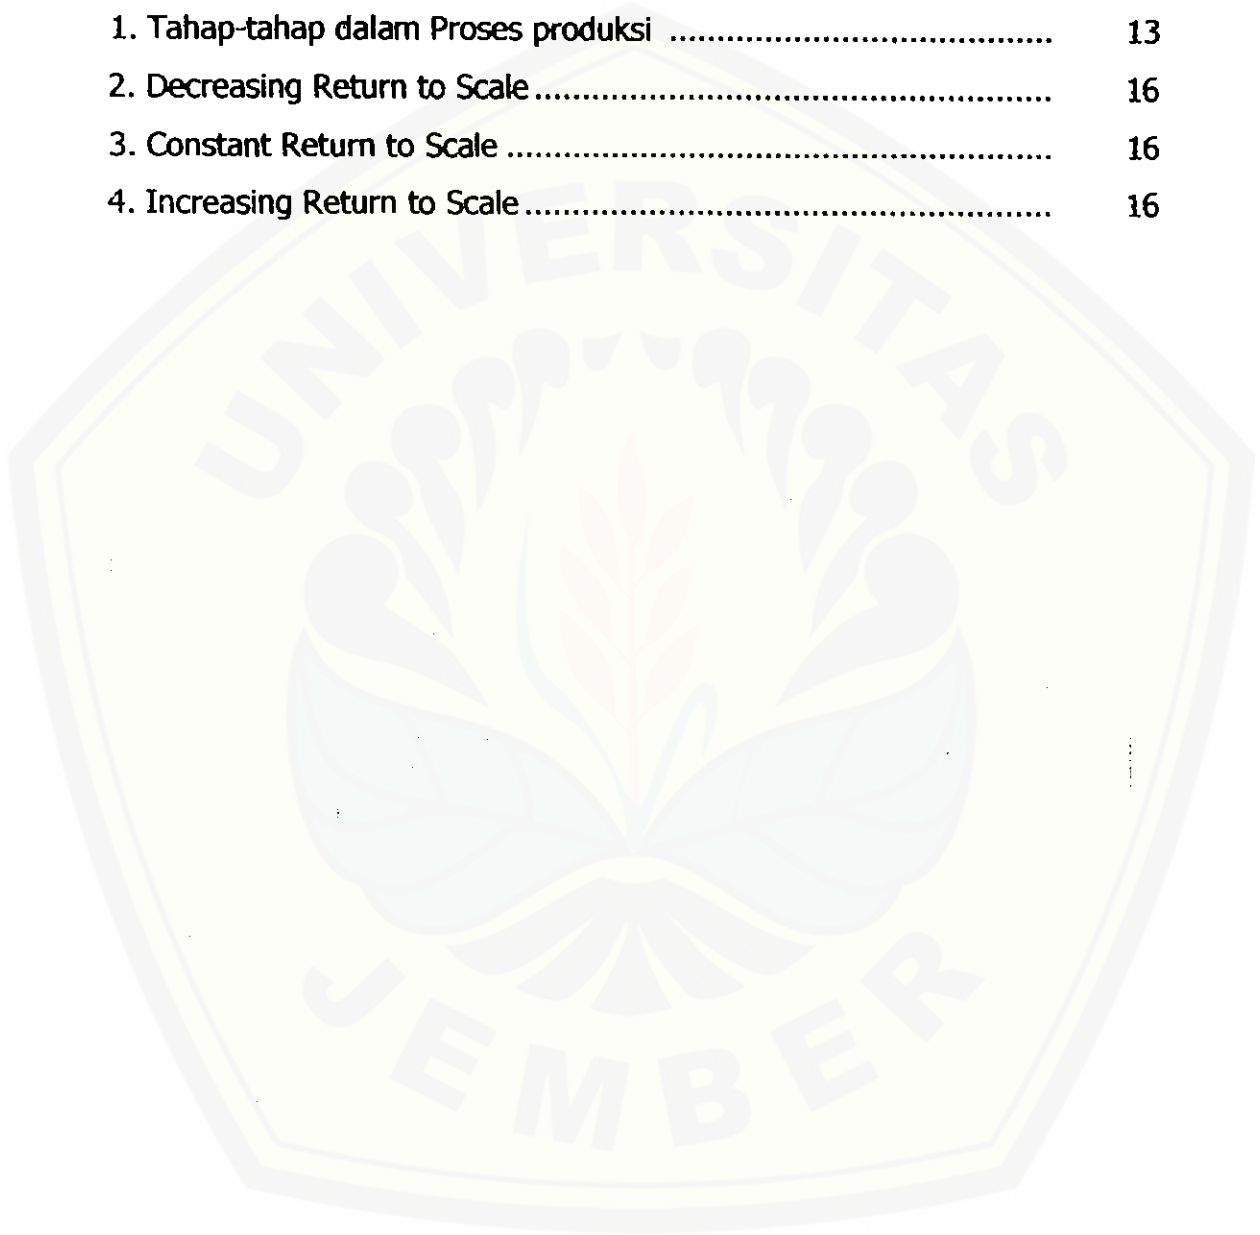 1. Tahap-tahap dalam Proses produksi ........................................ 13
2. Decreasing Return to Scale ...................................................... 16
3. Constant Return to Scale ......................................................... 16
4. Increasing Return to Scale ....................................................... 16
UNIVERSITAS
JEMBER